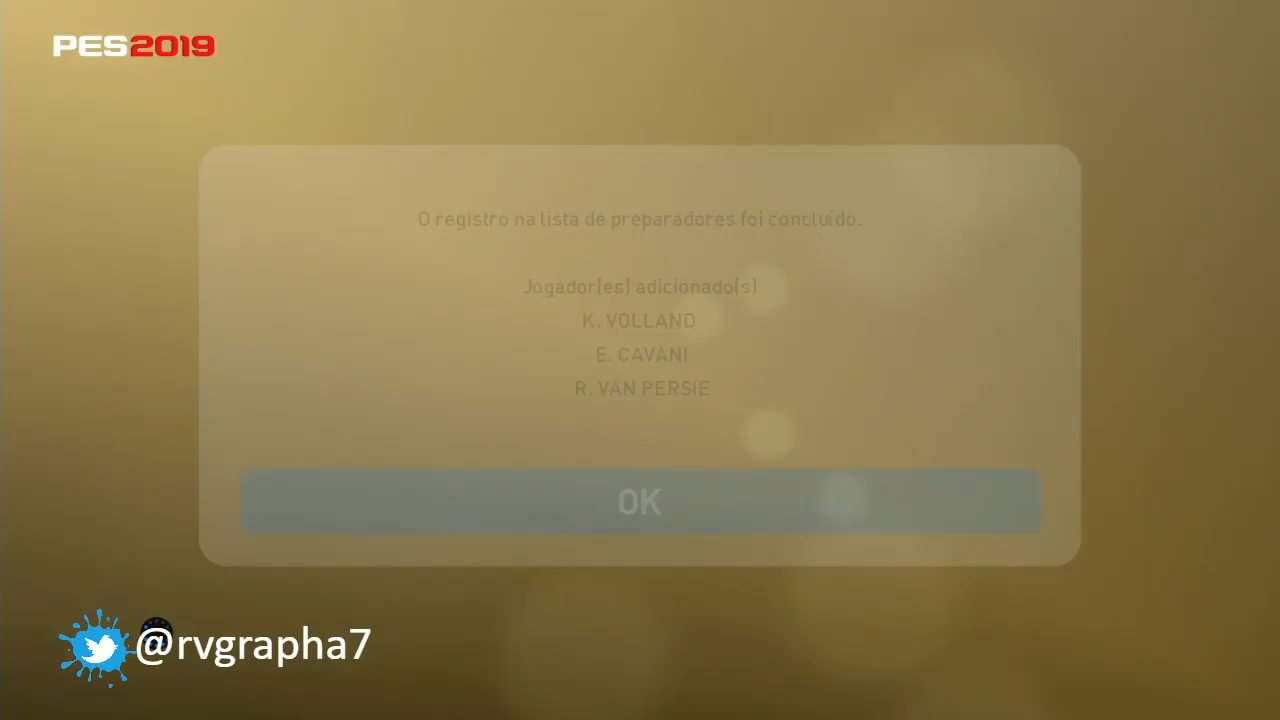 PES2019
O registro na lista de preparadores foi concluído.
Jogador(es) adicionado(s)
K. VOLLAND
E. CAVANI
R. VAN PERSIE
OK
@rvgrapha7